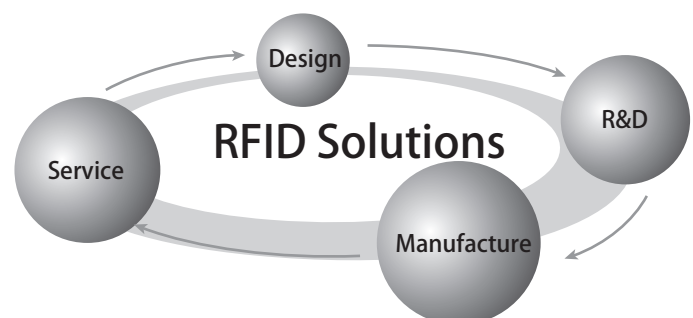 Design
R&D
RFID Solutions
Service
Manufacture